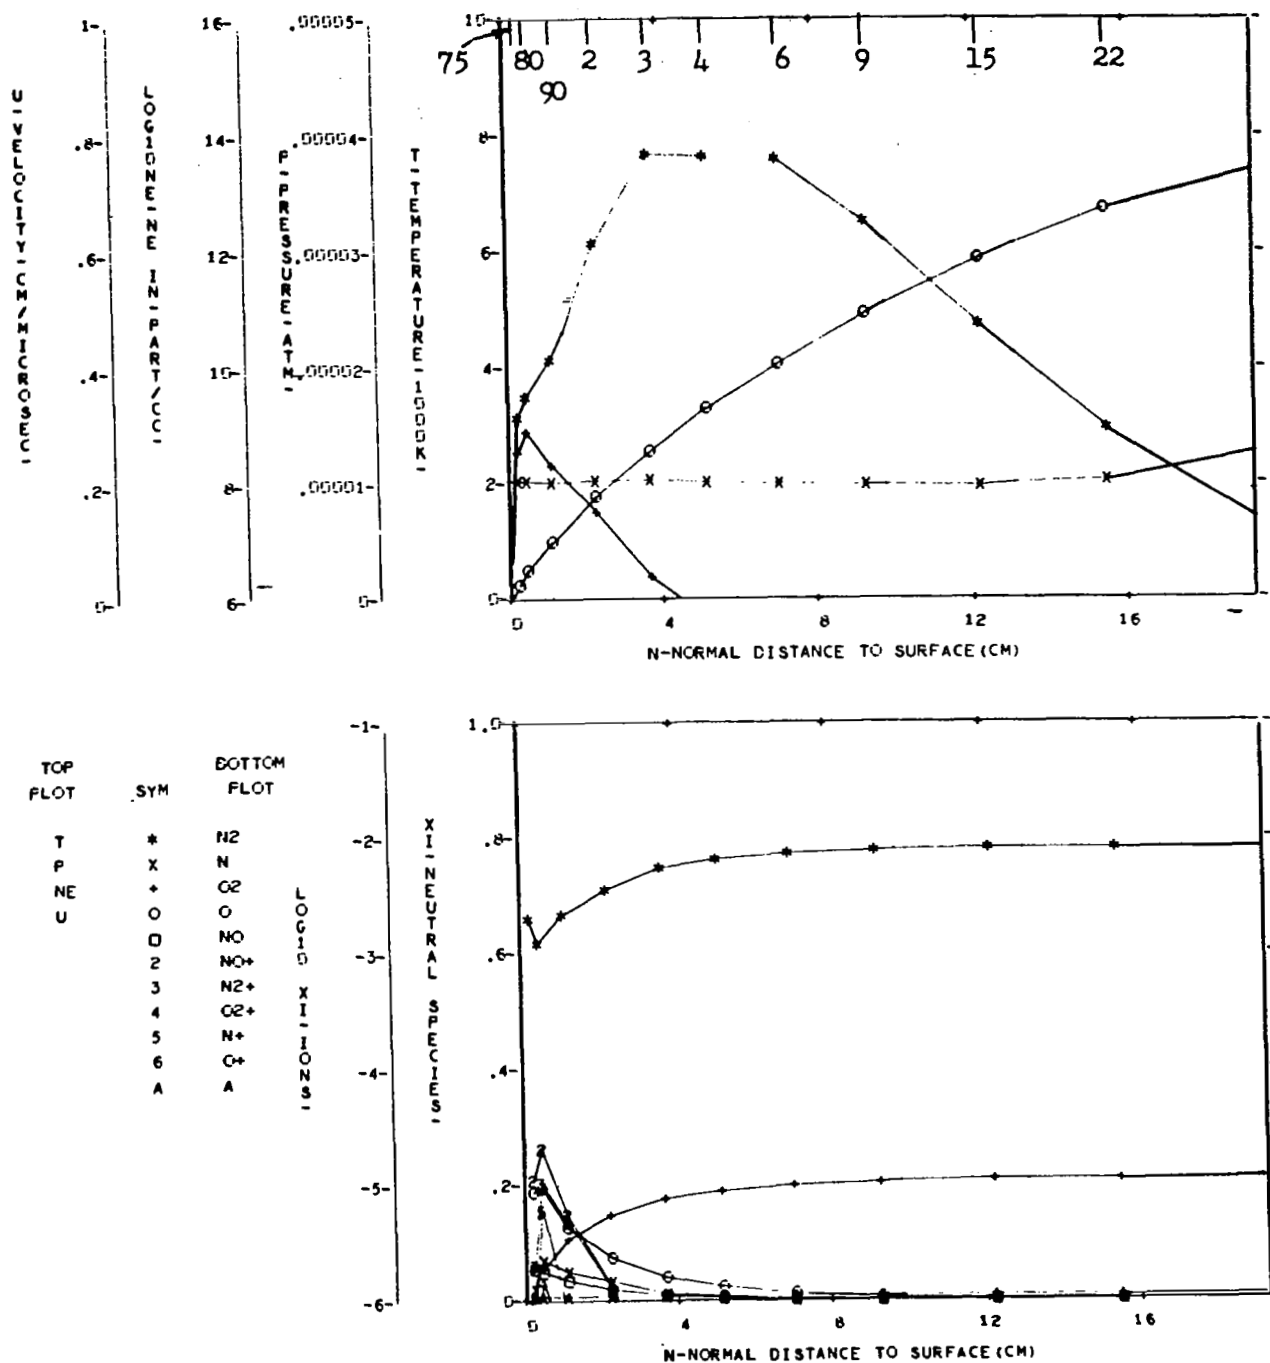 U-VELOCITY-CM/MICROSEC-
1-
.8-
.6-
.4-
.2-
0-
LOG10NE-NE IN-PART/CC-
16-
14-
12-
10-
8-
6-
P-PRESSURE-ATM-
.00005-
.00004-
.00003-
.00002-
.00001-
0-
T-TEMPERATURE-1000K-
10
8
6
4
2
0
75 80 90 2 3 4 6 9 15 22
0 4 8 12 16
N-NORMAL DISTANCE TO SURFACE(CM)
TOP BOTTOM
PLOT SYM PLOT
T * N2
P X N
NE + O2
U O O
□ NO
2 NO+
3 N2+
4 O2+
5 N+
6 O+
A A
LOG10 XI-IONS-
-1-
-2-
-3-
-4-
-5-
-6-
XI-NEUTRAL SPECIES-
1.0
.8
.6
.4
.2
0
0 4 8 12 16
N-NORMAL DISTANCE TO SURFACE(CM)